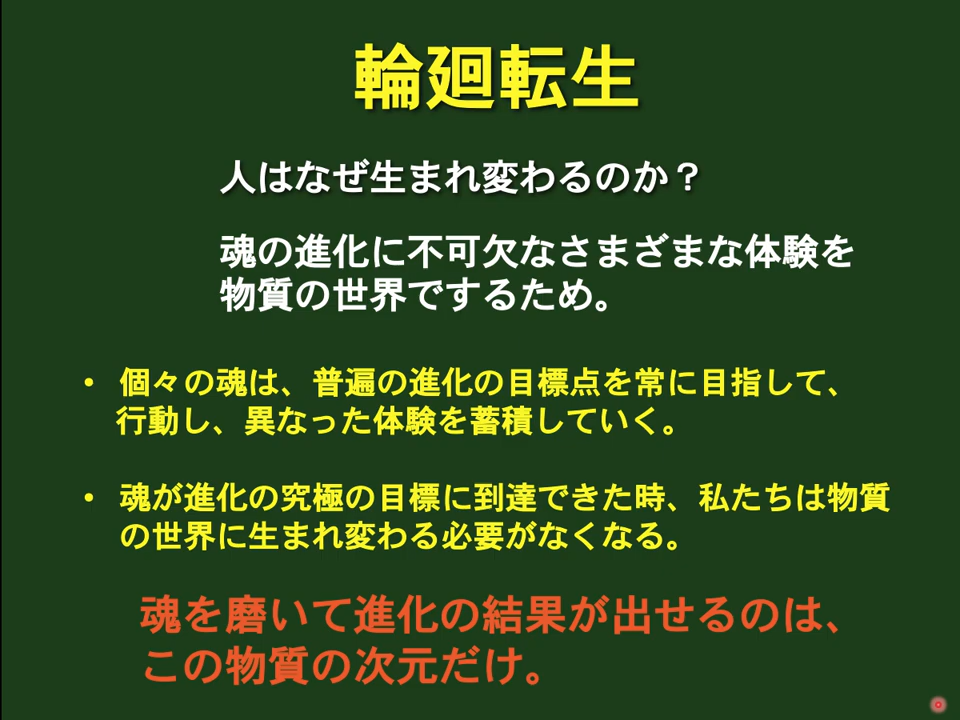 輪廻転生
人はなぜ生まれ変わるのか？
魂の進化に不可欠なさまざまな体験を
物質の世界でするため。
• 個々の魂は、普遍の進化の目標点を常に目指して、
行動し、異なった体験を蓄積していく。
• 魂が進化の究極の目標に到達できた時、私たちは物質
の世界に生まれ変わる必要がなくなる。
魂を磨いて進化の結果が出せるのは、
この物質の次元だけ。